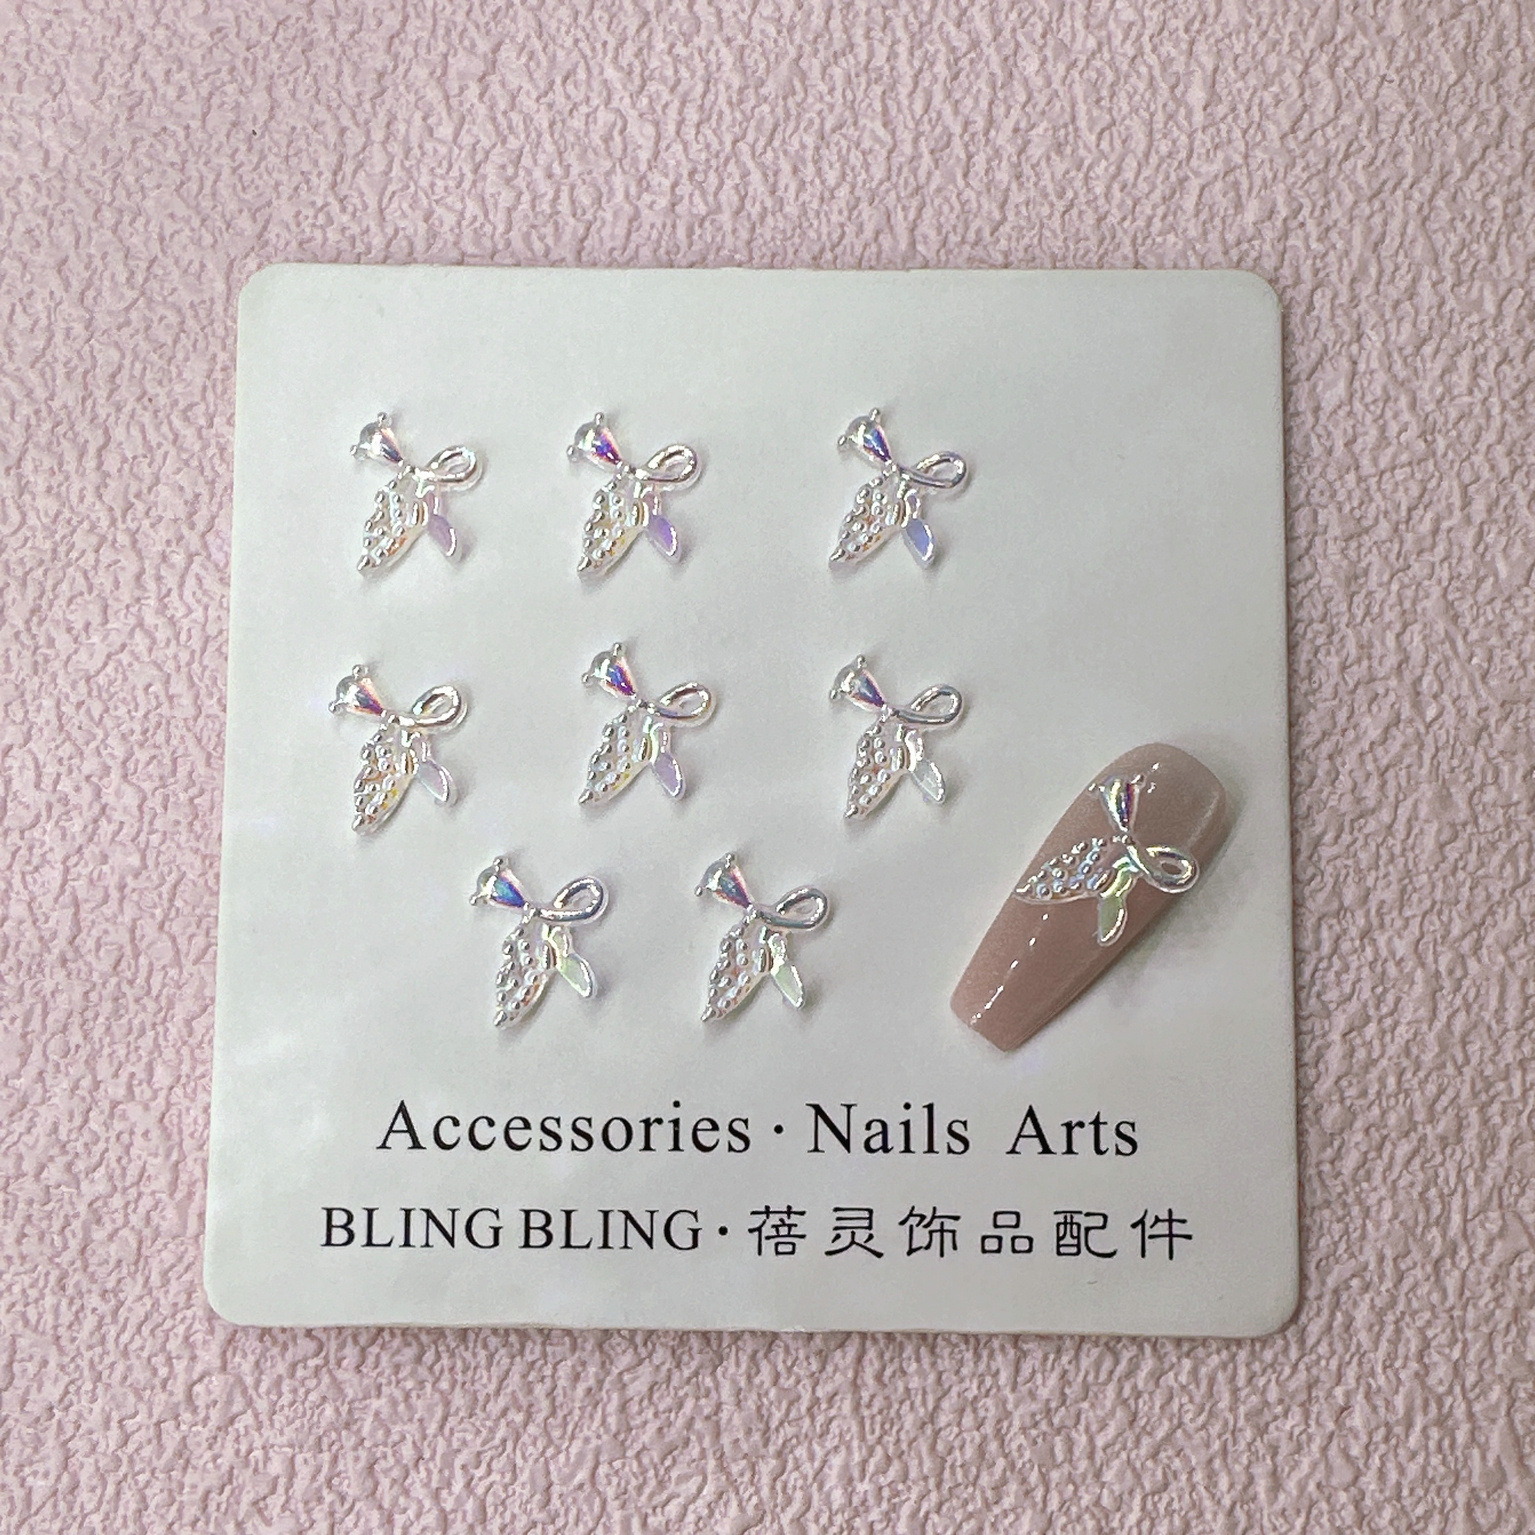 Accessories·Nails Arts
BLING BLING·蓓灵饰品配件